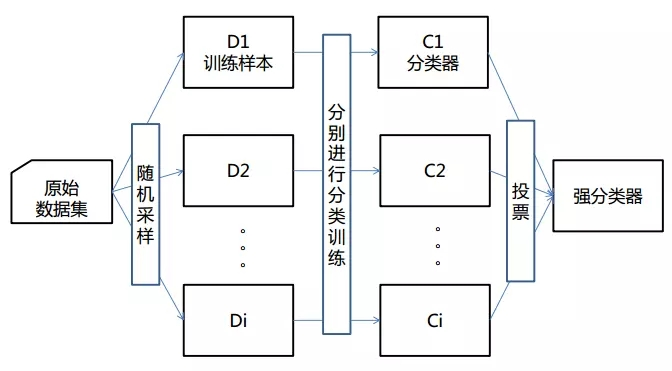 原始
数据集
随机采样
D1
训练样本
D2
。
。
。
Di
分别进行分类训练
C1
分类器
C2
。
。
。
Ci
投票
强分类器